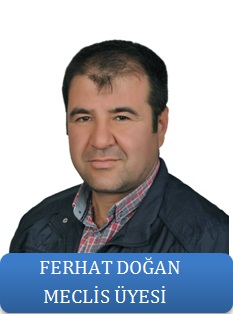 FERHAT DOĞAN
MECLİS ÜYESİ